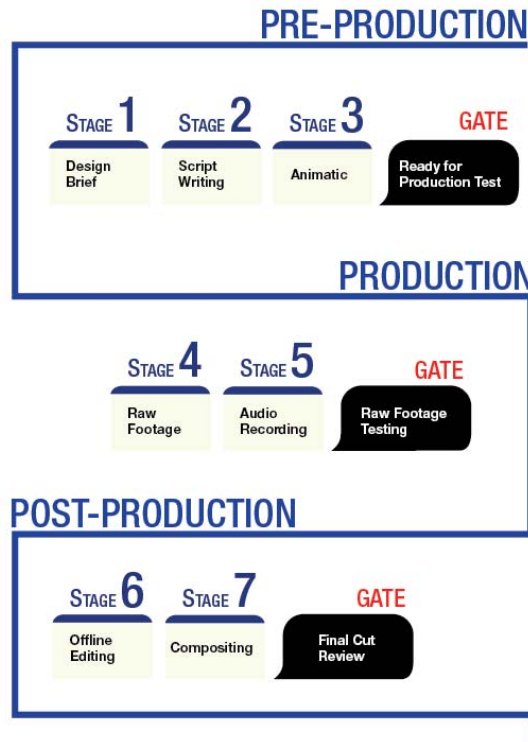 PRE-PRODUCTION
STAGE 1
STAGE 2
STAGE 3
GATE
Design
Brief
Script
Writing
Animatic
Ready for
Production Test
PRODUCTION
STAGE 4
STAGE 5
GATE
Raw
Footage
Audio
Recording
Raw Footage
Testing
POST-PRODUCTION
STAGE 6
STAGE 7
GATE
Offline
Editing
Compositing
Final Cut
Review